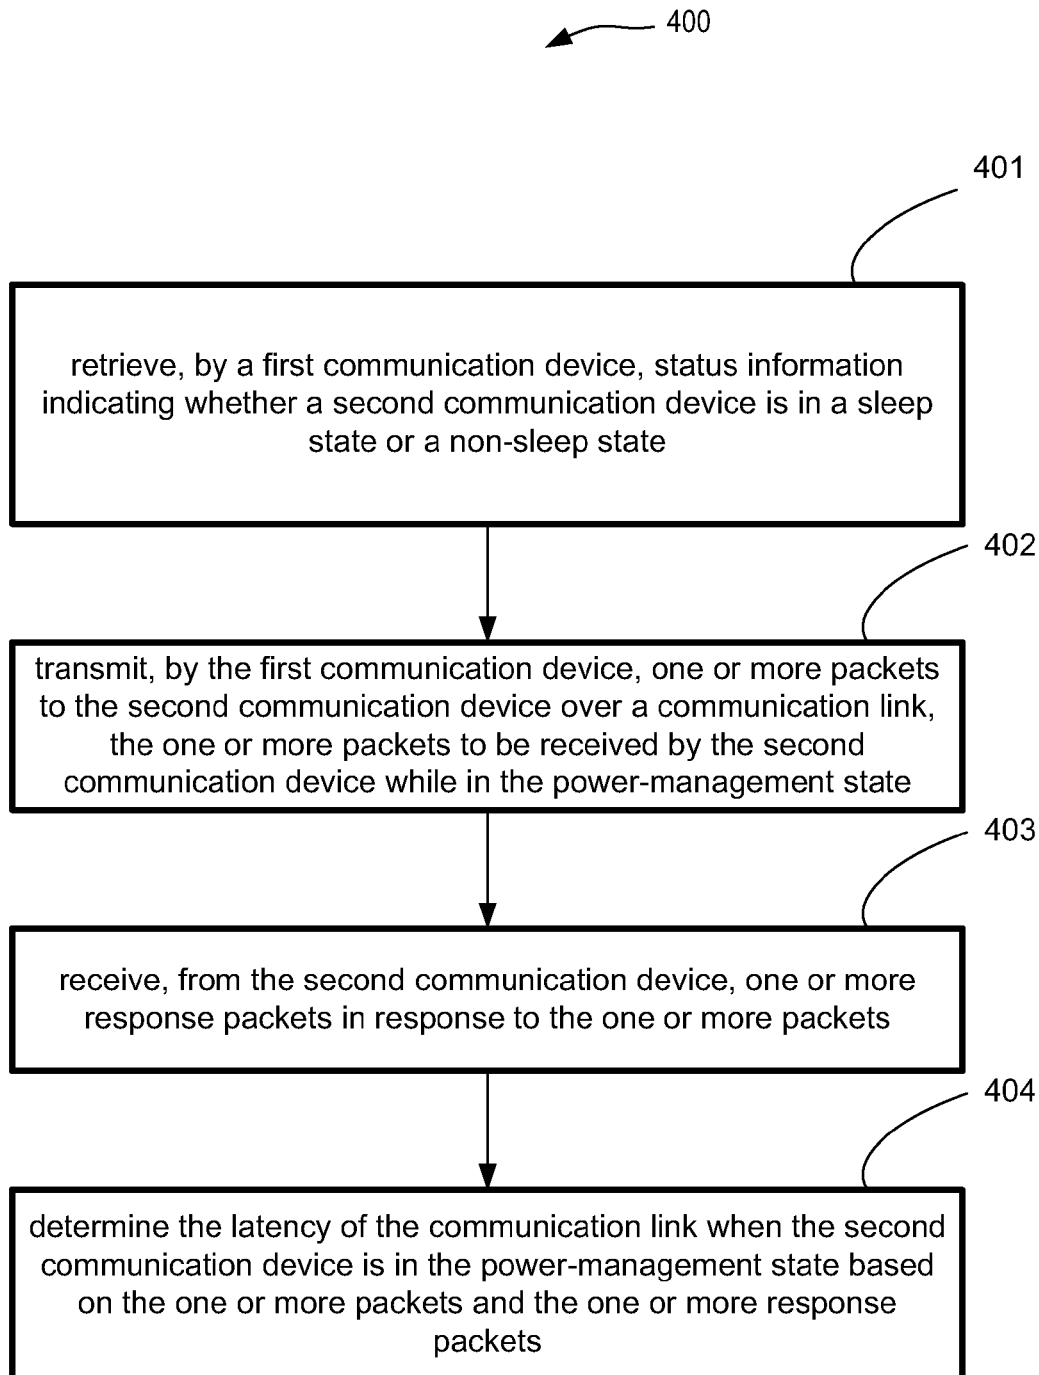 400
401
retrieve, by a first communication device, status information
indicating whether a second communication device is in a sleep
state or a non-sleep state
402
transmit, by the first communication device, one or more packets
to the second communication device over a communication link,
the one or more packets to be received by the second
communication device while in the power-management state
403
receive, from the second communication device, one or more
response packets in response to the one or more packets
404
determine the latency of the communication link when the second
communication device is in the power-management state based
on the one or more packets and the one or more response
packets